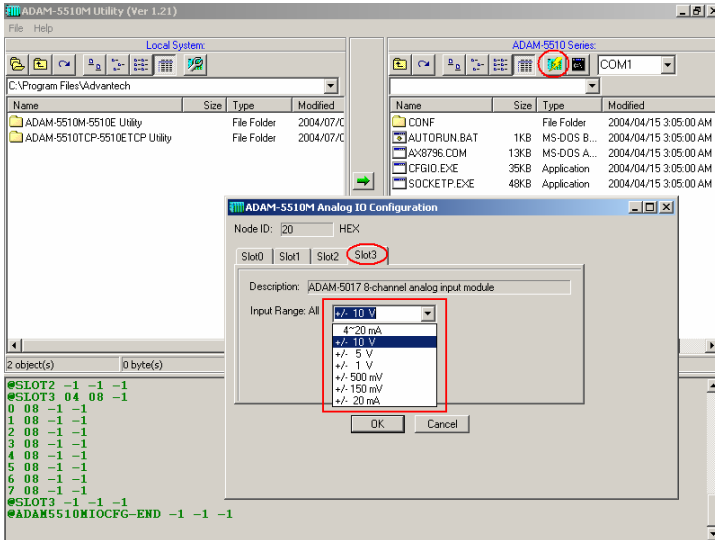 ADAM-5510M Utility (Ver 1.21)
File Help
Local System:
ADAM-5510 Series:
COM1
C:\Program Files\Advantech
Name Size Type Modified
ADAM-5510M-5510E Utility File Folder 2004/07/0
ADAM-5510TCP-5510ETCP Utility File Folder 2004/07/0
Name Size Type Modified
CONF File Folder 2004/04/15 3:05:00 AM
AUTORUN.BAT 1KB MS-DOS B... 2004/04/15 3:05:00 AM
AX8796.COM 13KB MS-DOS A... 2004/04/15 3:05:00 AM
CFGIO.EXE 35KB Application 2004/04/15 3:05:00 AM
SOCKETP.EXE 48KB Application 2004/04/15 3:05:00 AM
ADAM-5510M Analog IO Configuration
Node ID: 20 HEX
Slot0 Slot1 Slot2 Slot3
Description: ADAM-5017 8-channel analog input module
Input Range: All +/- 10 V
4~20 mA
+/- 10 V
+/- 5 V
+/- 1 V
+/- 500 mV
+/- 150 mV
+/- 20 mA
OK Cancel
2 object(s) 0 byte(s)
@SLOT2 -1 -1 -1
@SLOT3 04 08 -1
0 08 -1 -1
1 08 -1 -1
2 08 -1 -1
3 08 -1 -1
4 08 -1 -1
5 08 -1 -1
6 08 -1 -1
7 08 -1 -1
@SLOT3 -1 -1 -1
@ADAM5510MIOCFG-END -1 -1 -1